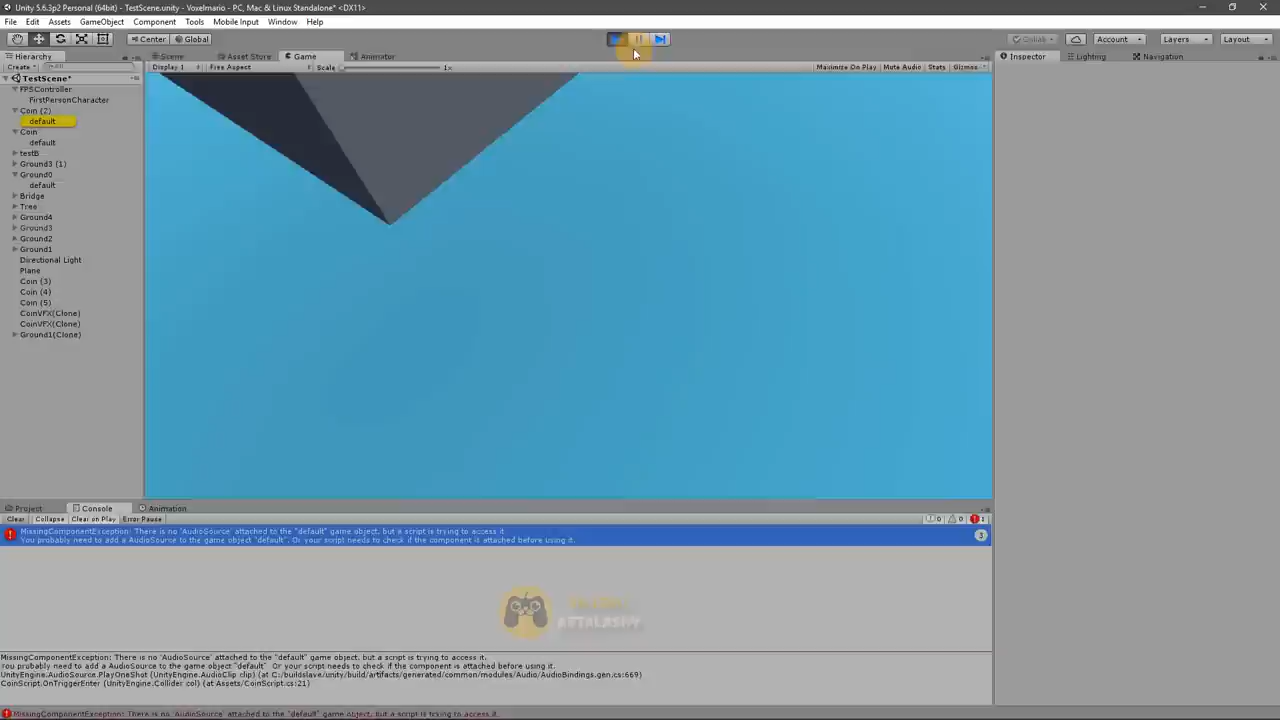 Unity 5.6.3p2 Personal (64bit) - TestScene.unity - Voxelmario - PC, Mac & Linux Standalone* <DX11>
File Edit Assets GameObject Component Tools Mobile Input Window Help
Center Global Collab Account Layers Layout
Hierarchy Scene Asset Store Game Animator Inspector Lighting Navigation
Create All Display 1 Free Aspect Scale 1x Maximize On Play Mute Audio Stats Gizmos
TestScene*
FPSController
FirstPersonCharacter
Coin (2)
default
Coin
default
testB
Ground3 (1)
Ground0
default
Bridge
Tree
Ground4
Ground3
Ground2
Ground1
Directional Light
Plane
Coin (3)
Coin (4)
Coin (5)
CoinVFX(Clone)
CoinVFX(Clone)
Ground1(Clone)
Project Console Animation
Clear Collapse Clear on Play Error Pause 0 0 1
MissingComponentException: There is no 'AudioSource' attached to the "default" game object, but a script is trying to access it.
You probably need to add a AudioSource to the game object "default". Or your script needs to check if the component is attached before using it.
3
MissingComponentException: There is no 'AudioSource' attached to the "default" game object, but a script is trying to access it.
You probably need to add a AudioSource to the game object "default". Or your script needs to check if the component is attached before using it.
UnityEngine.AudioSource.PlayOneShot (UnityEngine.AudioClip clip) (at C:/buildslave/unity/build/artifacts/generated/common/modules/Audio/AudioBindings.gen.cs:669)
CoinScript.OnTriggerEnter (UnityEngine.Collider col) (at Assets/CoinScript.cs:21)
MissingComponentException: There is no 'AudioSource' attached to the "default" game object, but a script is trying to access it.